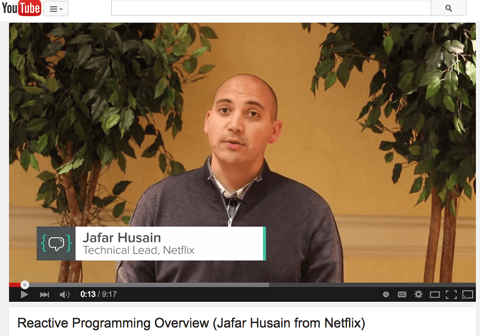 YouTube
Jafar Husain
Technical Lead, Netflix
0:13 / 9:17
Reactive Programming Overview (Jafar Husain from Netflix)